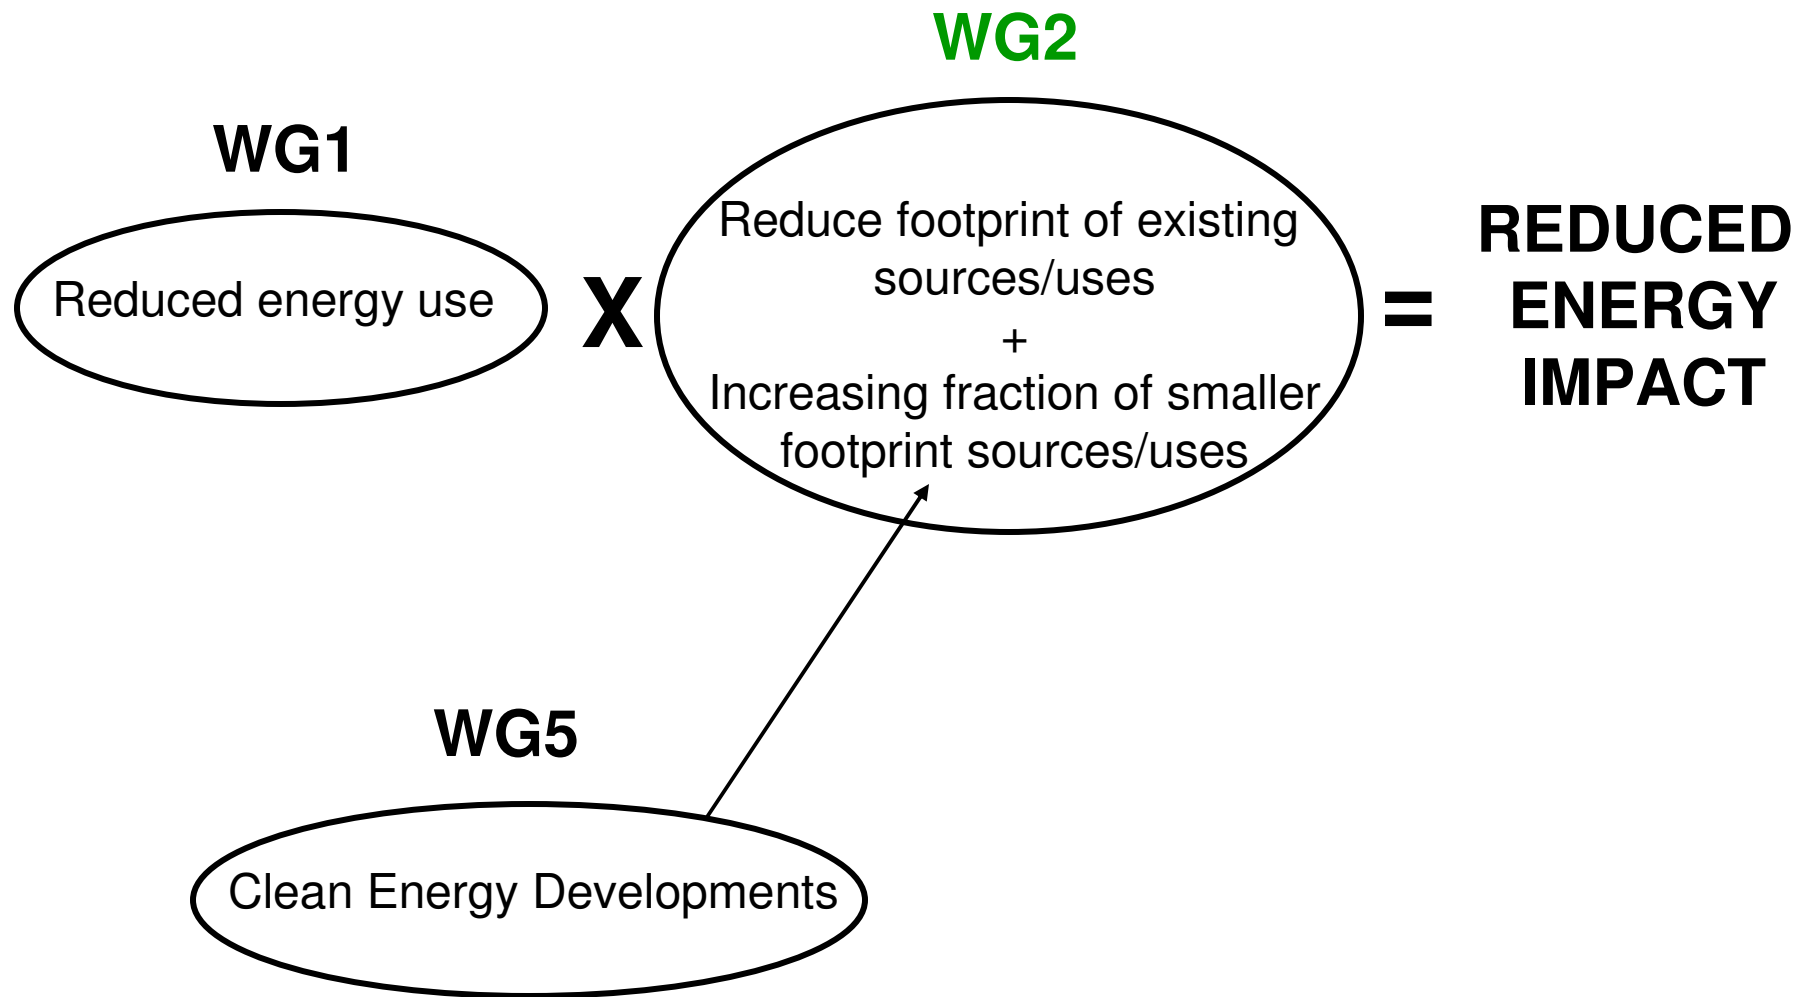 WG2
WG1
Reduced energy use
X
Reduce footprint of existing
sources/uses
+
Increasing fraction of smaller
footprint sources/uses
=
REDUCED
ENERGY
IMPACT
WG5
Clean Energy Developments